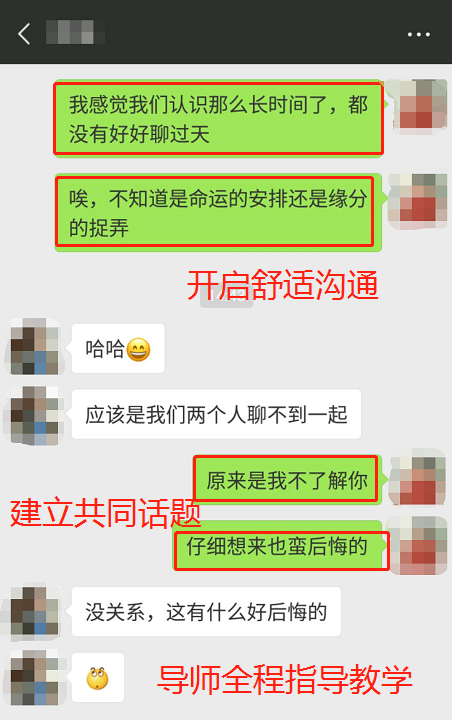 我感觉我们认识那么长时间了，都
没有好好聊过天
唉，不知道是命运的安排还是缘分
的捉弄
开启舒适沟通
哈哈😄
应该是我们两个人聊不到一起
原来是我不了解你
建立共同话题
仔细想来也蛮后悔的
没关系，这有什么好后悔的
导师全程指导教学